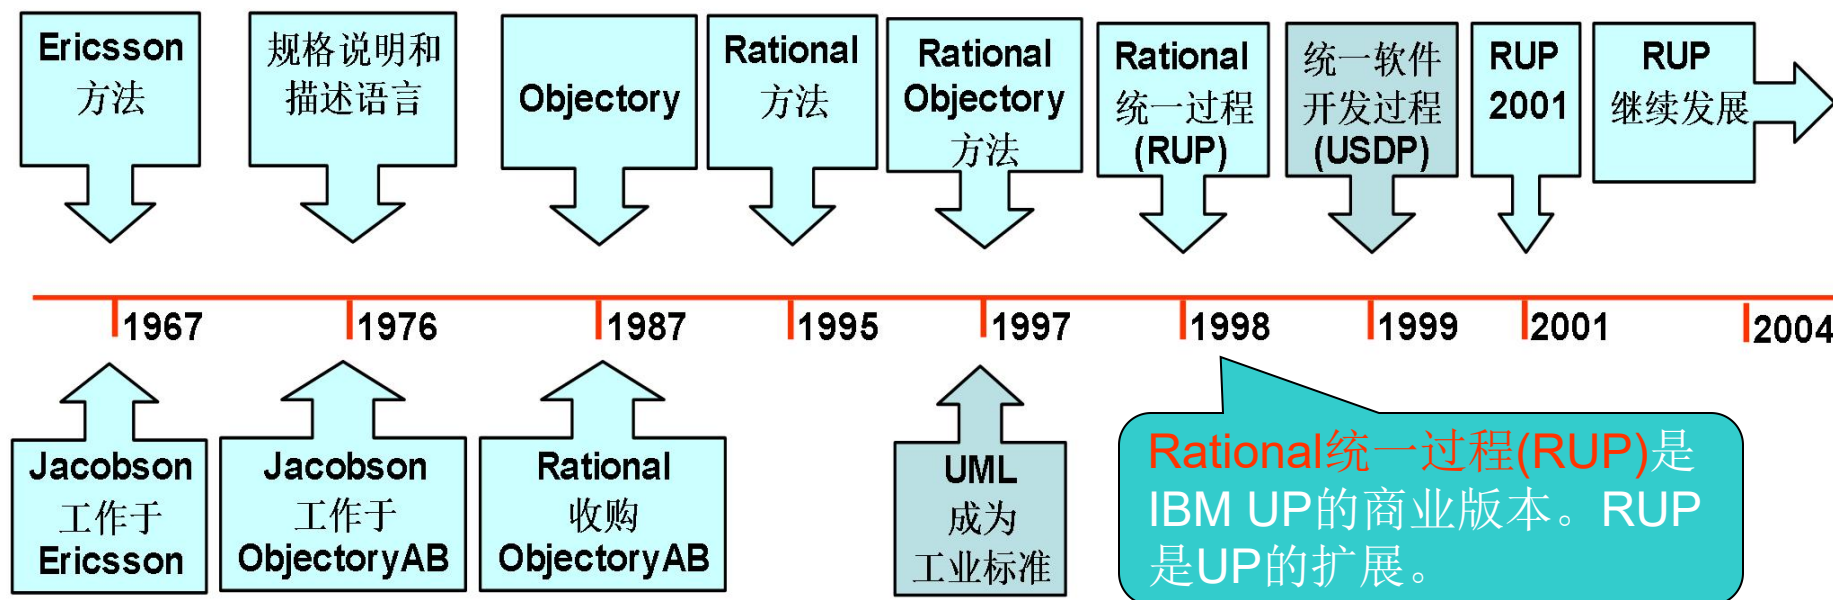 Ericsson
方法
规格说明和
描述语言
Objectory
Rational
方法
Rational
Objectory
方法
Rational
统一过程
(RUP)
统一软件
开发过程
(USDP)
RUP
2001
RUP
继续发展
1967
1976
1987
1995
1997
1998
1999
2001
2004
Jacobson
工作于
Ericsson
Jacobson
工作于
ObjectoryAB
Rational
收购
ObjectoryAB
UML
成为
工业标准
Rational统一过程(RUP)是
IBM UP的商业版本。RUP
是UP的扩展。